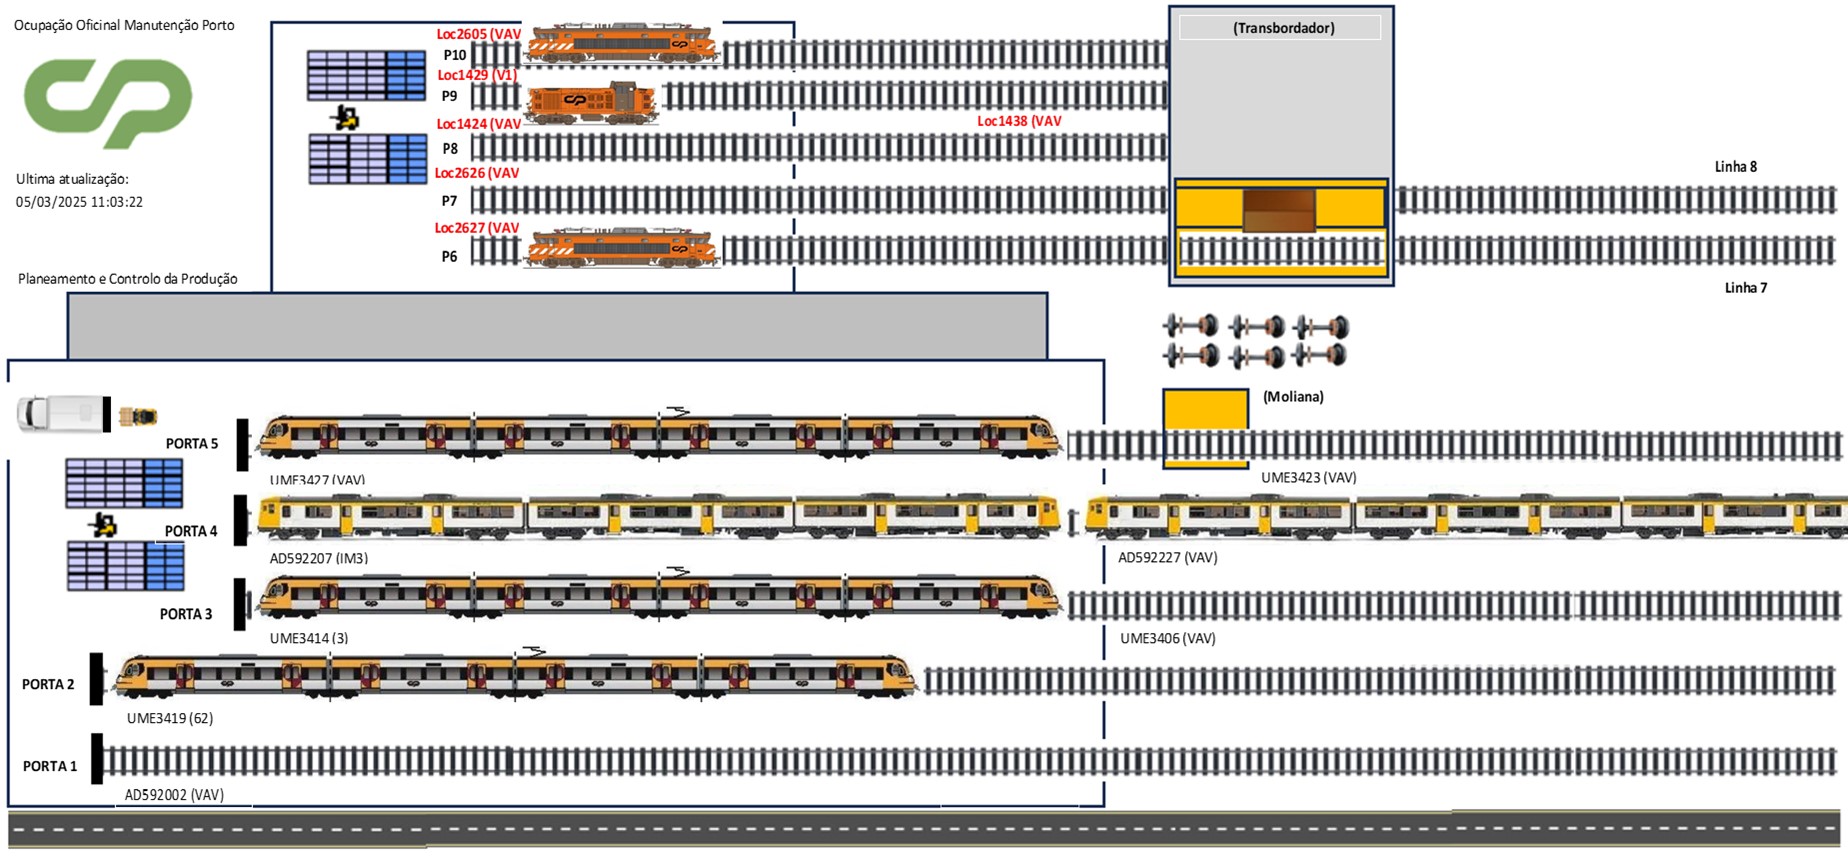 Ocupação Oficinal Manutenção Porto
cp
Ultima atualização:
05/03/2025 11:03:22
Planeamento e Controlo da Produção
Loc2605 (VAV
P10
Loc1429 (V1)
P9
Loc1424 (VAV
Loc1438 (VAV
P8
Loc2626 (VAV
P7
Loc2627 (VAV
P6
(Transbordador)
Linha 8
Linha 7
(Moliana)
PORTA 5
UME3427 (VAV)
UME3423 (VAV)
PORTA 4
AD592207 (IM3)
AD592227 (VAV)
PORTA 3
UME3414 (3)
UME3406 (VAV)
PORTA 2
UME3419 (62)
PORTA 1
AD592002 (VAV)